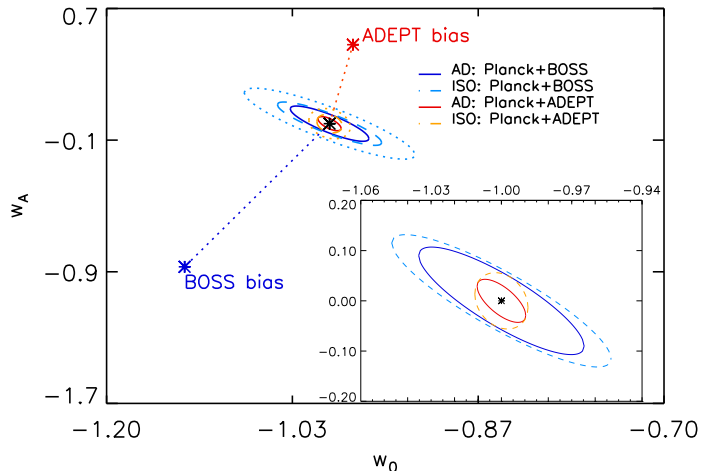 0.7
ADEPT bias
AD: Planck+BOSS
ISO: Planck+BOSS
AD: Planck+ADEPT
ISO: Planck+ADEPT
-0.1
w_A
-0.9
BOSS bias
-1.7
-1.20
-1.03
-0.87
-0.70
w_0
-1.06
-1.03
-1.00
-0.97
-0.94
0.20
0.10
0.00
-0.10
-0.20